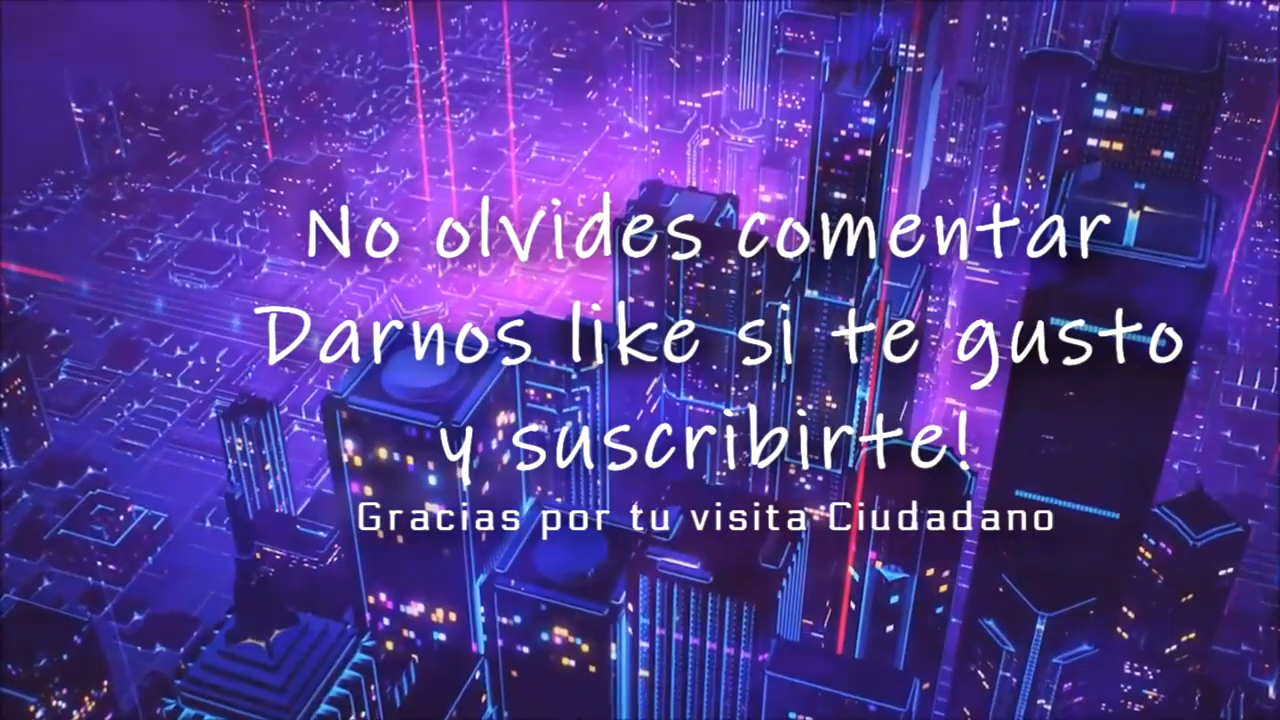 No olvides comentar
Darnos like si te gusto
y suscribirte!
Gracias por tu visita Ciudadano